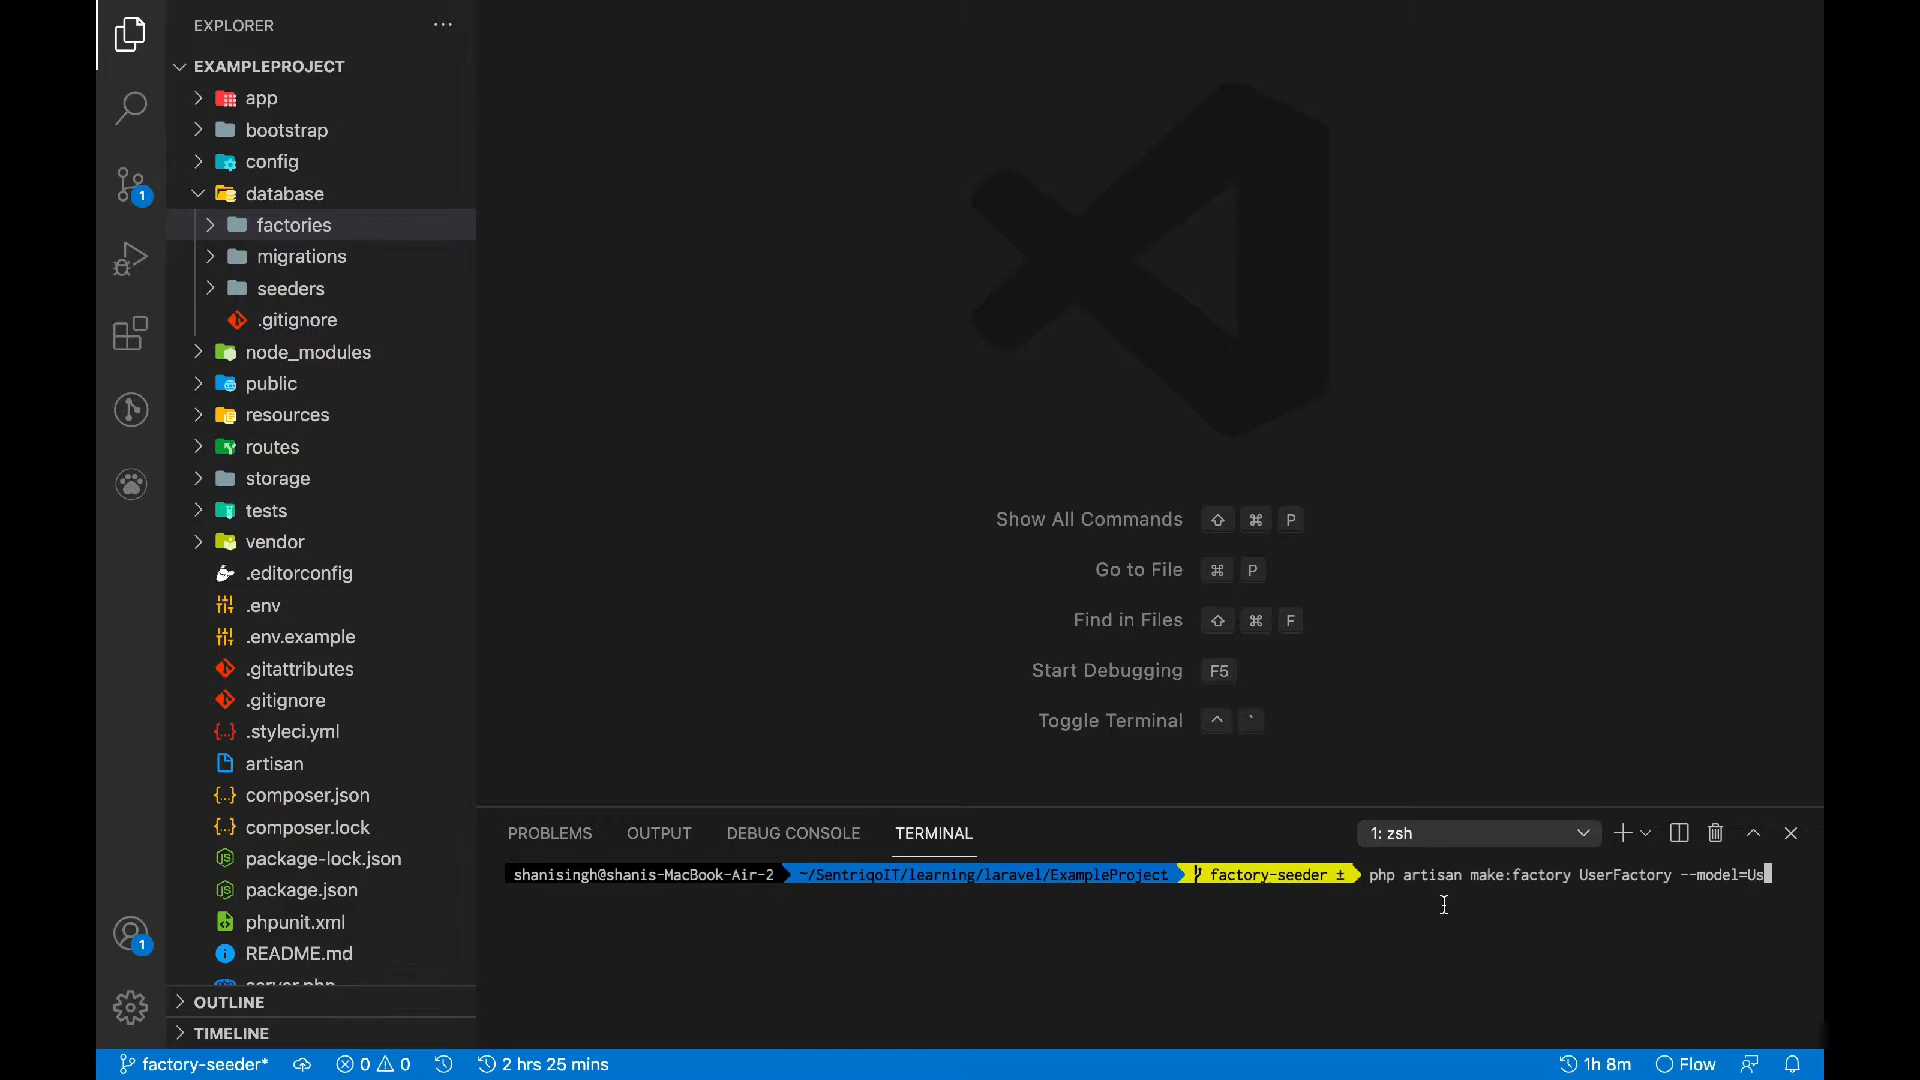 EXPLORER
EXAMPLEPROJECT
app
bootstrap
config
database
factories
migrations
seeders
.gitignore
node_modules
public
resources
routes
storage
tests
vendor
.editorconfig
.env
.env.example
.gitattributes
.gitignore
.styleci.yml
artisan
composer.json
composer.lock
package-lock.json
package.json
phpunit.xml
README.md
server.php
OUTLINE
TIMELINE
1
1
Show All Commands ⇧ ⌘ P
Go to File ⌘ P
Find in Files ⇧ ⌘ F
Start Debugging F5
Toggle Terminal ^ `
PROBLEMS OUTPUT DEBUG CONSOLE TERMINAL 1: zsh
shanisingh@shanis-MacBook-Air-2 ~/SentriqoIT/learning/laravel/ExampleProject factory-seeder ± php artisan make:factory UserFactory --model=Us
factory-seeder* 0 0 2 hrs 25 mins 1h 8m Flow